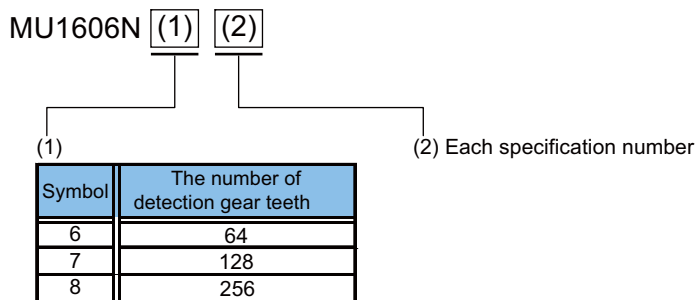 MU1606N (1) (2)
(1)
(2) Each specification number
Symbol The number of detection gear teeth
6 64
7 128
8 256